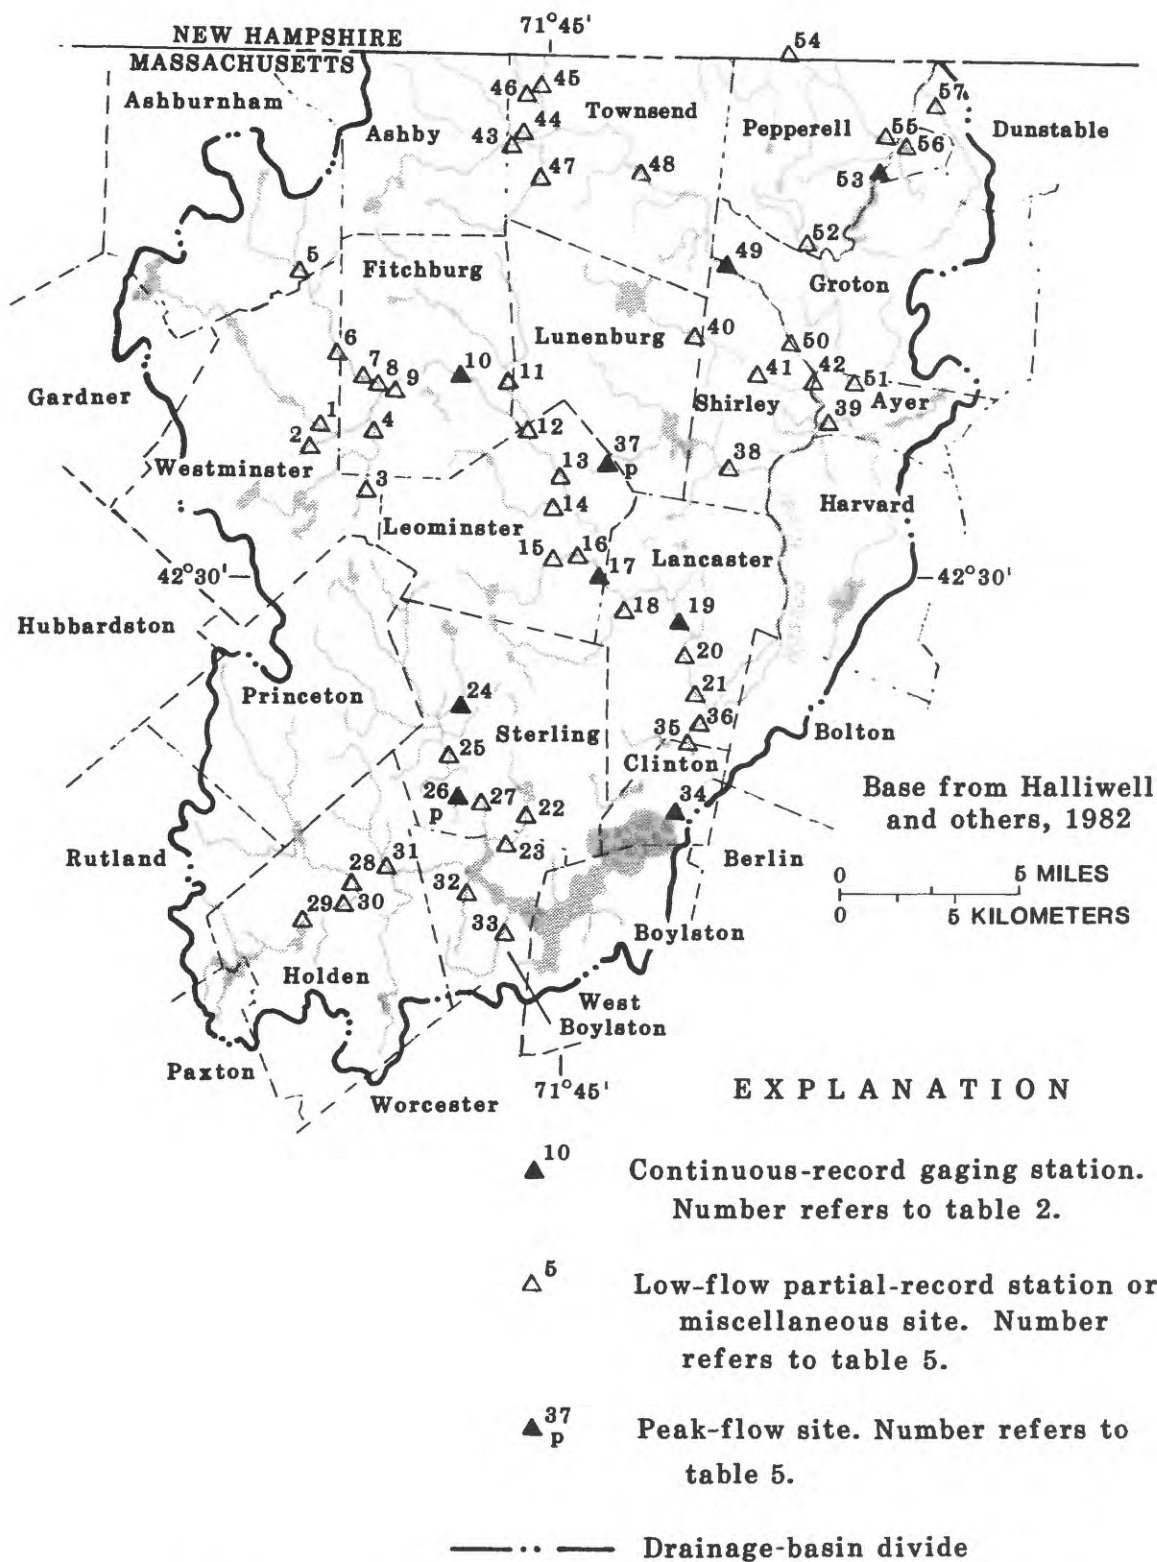 71°45'
NEW HAMPSHIRE
MASSACHUSETTS
54
Ashburnham
46
45
Townsend
57
Ashby
44
Pepperell
55
Dunstable
43
56
47
48
53
52
5
Fitchburg
49
Groton
Lunenburg
40
50
6
7
8
9
10
11
41
42
51
Gardner
Shirley
Ayer
1
2
4
12
37
p
39
Westminster
13
38
3
14
Harvard
Leominster
15
16
Lancaster
17
42°30'
42°30'
18
19
Hubbardston
20
Princeton
24
21
36
Sterling
35
Bolton
25
Clinton
26
p
27
22
34
Base from Halliwell
and others, 1982
Rutland
31
23
Berlin
28
0 5 MILES
32
29
30
0 5 KILOMETERS
33
Boylston
Holden
West
Boylston
Paxton
71°45'
Worcester
EXPLANATION
10
Continuous-record gaging station.
Number refers to table 2.
5
Low-flow partial-record station or
miscellaneous site. Number
refers to table 5.
37
p
Peak-flow site. Number refers to
table 5.
Drainage-basin divide